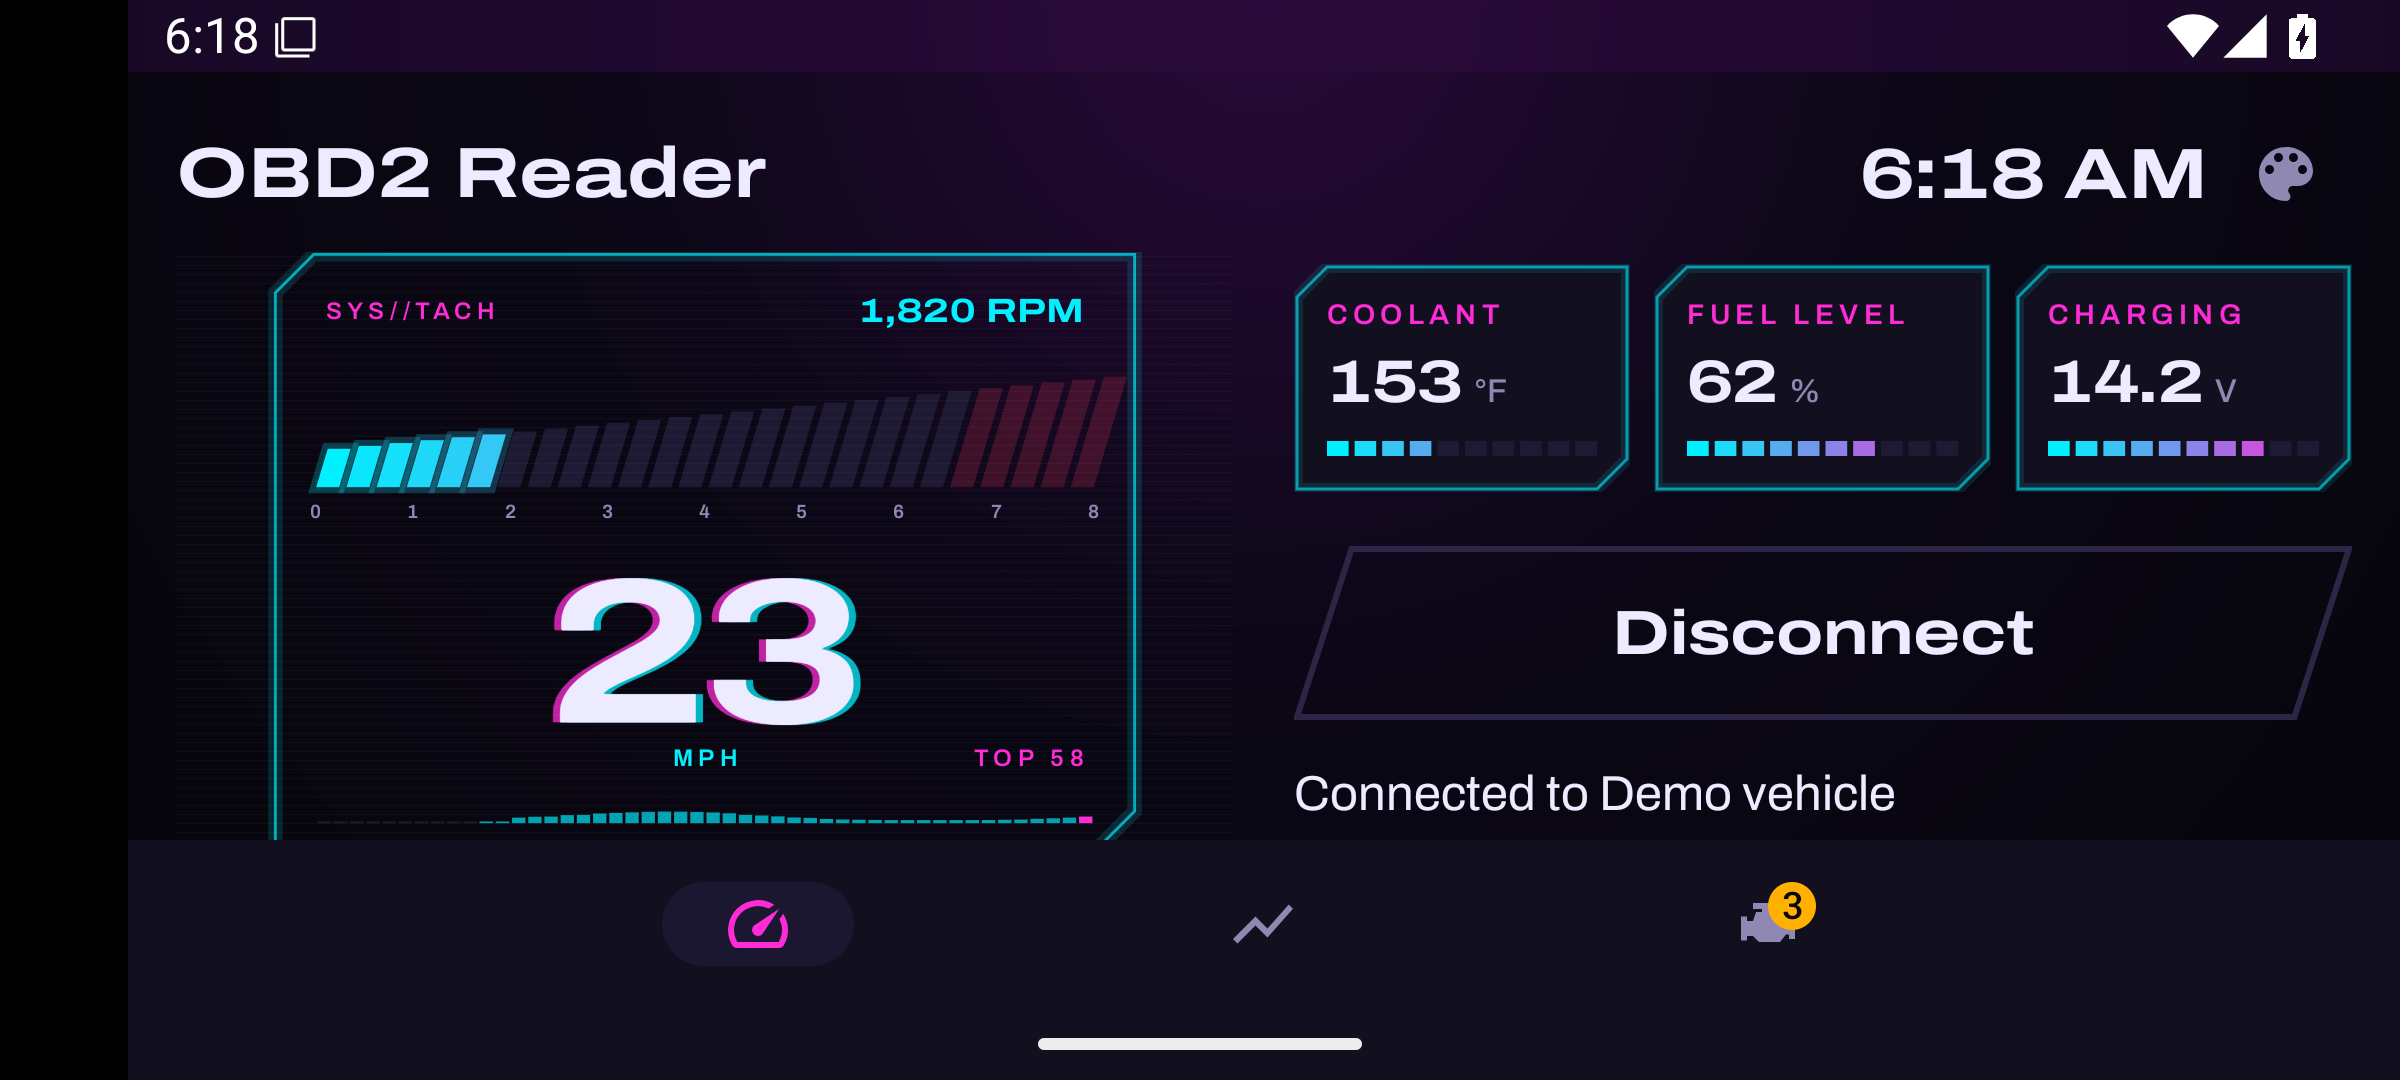 6:18
OBD2 Reader
6:18 AM
SYS//TACH
1,820 RPM
0 1 2 3 4 5 6 7 8
23
MPH
TOP 58
COOLANT
153 °F
FUEL LEVEL
62 %
CHARGING
14.2 V
Disconnect
Connected to Demo vehicle
3